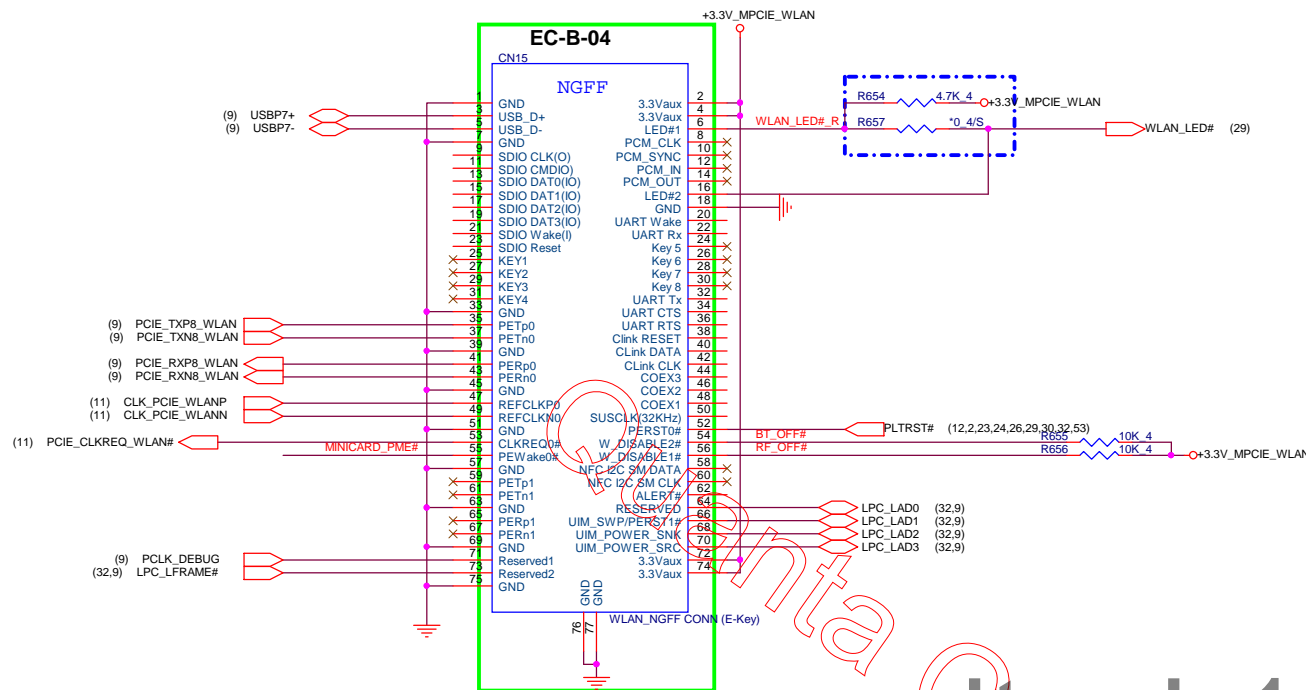 +3.3V_MPCIE_WLAN
EC-B-04
CN15
NGFF
1 GND 3.3Vaux 2
(9) USBP7+ 3 USB_D+ 3.3Vaux 4
(9) USBP7- 5 USB_D- LED#1 6 WLAN_LED#_R
R654 4.7K_4 +3.3V_MPCIE_WLAN
R657 *0_4/S WLAN_LED# (29)
7 GND PCM_CLK 8
9 SDIO CLK(O) PCM_SYNC 10
11 SDIO CMDIO) PCM_IN 12
13 SDIO DAT0(IO) PCM_OUT 14
15 SDIO DAT1(IO) LED#2 16
17 SDIO DAT2(IO) GND 18
19 SDIO DAT3(IO) UART Wake 20
21 SDIO Wake(I) UART Rx 22
23 SDIO Reset Key 5 24
25 KEY1 Key 6 26
27 KEY2 Key 7 28
29 KEY3 Key 8 30
31 KEY4 UART Tx 32
33 GND UART CTS 34
(9) PCIE_TXP8_WLAN 35 PETp0 UART RTS 36
(9) PCIE_TXN8_WLAN 37 PETn0 Clink RESET 38
39 GND CLink DATA 40
(9) PCIE_RXP8_WLAN 41 PERp0 CLink CLK 42
(9) PCIE_RXN8_WLAN 43 PERn0 COEX3 44
45 GND COEX2 46
(11) CLK_PCIE_WLANP 47 REFCLKP0 COEX1 48
(11) CLK_PCIE_WLANN 49 REFCLKN0 SUSCLK(32KHz) 50
51 GND PERST0# 52 PLTRST# (12,2,23,24,26,29,30,32,53)
(11) PCIE_CLKREQ_WLAN# 53 CLKREQ0# W_DISABLE2# 54 BT_OFF# R655 10K_4
MINICARD_PME# 55 PEWake0# W_DISABLE1# 56 RF_OFF# R656 10K_4 +3.3V_MPCIE_WLAN
57 GND NFC I2C SM DATA 58
59 PETp1 NFC I2C SM CLK 60
61 PETn1 ALERT# 62
63 GND RESERVED 64 LPC_LAD0 (32,9)
65 PERp1 UIM_SWP/PERST1# 66 LPC_LAD1 (32,9)
67 PERn1 UIM_POWER_SNK 68 LPC_LAD2 (32,9)
69 GND UIM_POWER_SRC 70 LPC_LAD3 (32,9)
(9) PCLK_DEBUG 71 Reserved1 3.3Vaux 72
(32,9) LPC_LFRAME# 73 Reserved2 3.3Vaux 74
75 GND
GND GND
76 77
WLAN_NGFF CONN (E-Key)